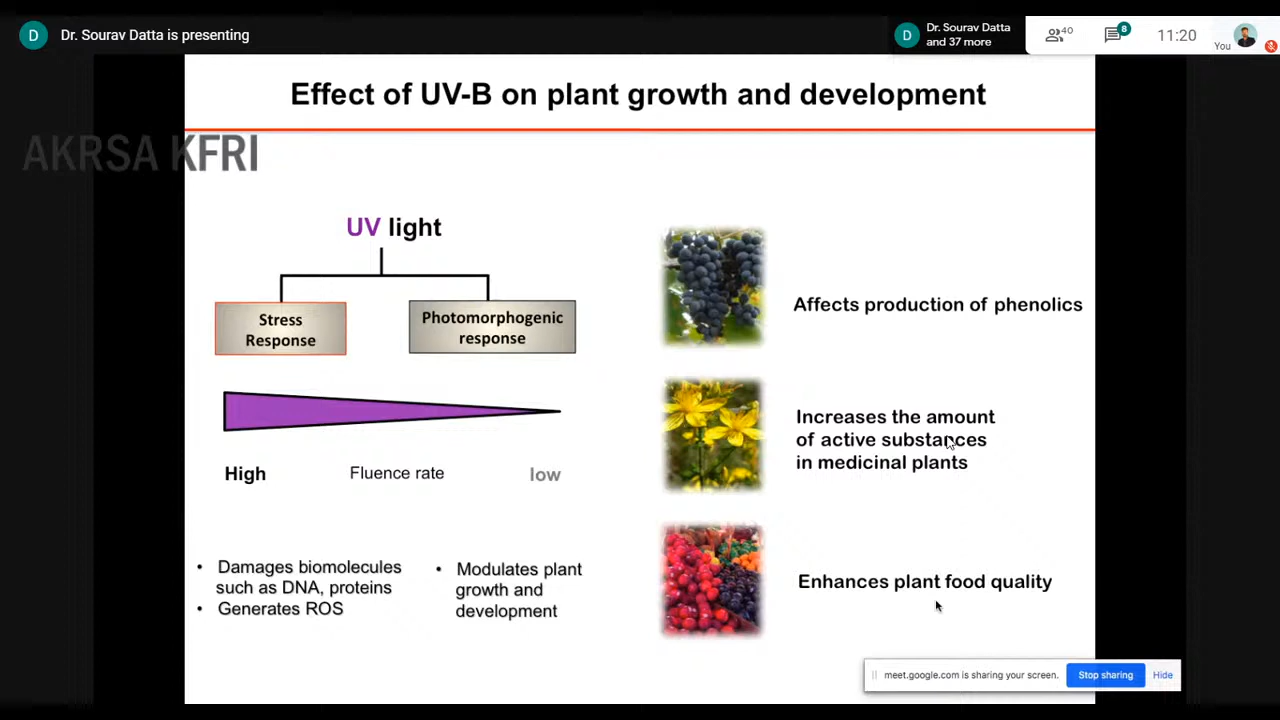 D
Dr. Sourav Datta is presenting
D
Dr. Sourav Datta
and 37 more
40
8
11:20
You
Effect of UV-B on plant growth and development
AKRSA KFRI
UV light
Stress
Response
Photomorphogenic
response
High
Fluence rate
low
• Damages biomolecules
such as DNA, proteins
• Generates ROS
• Modulates plant
growth and
development
Affects production of phenolics
Increases the amount
of active substances
in medicinal plants
Enhances plant food quality
meet.google.com is sharing your screen.
Stop sharing
Hide